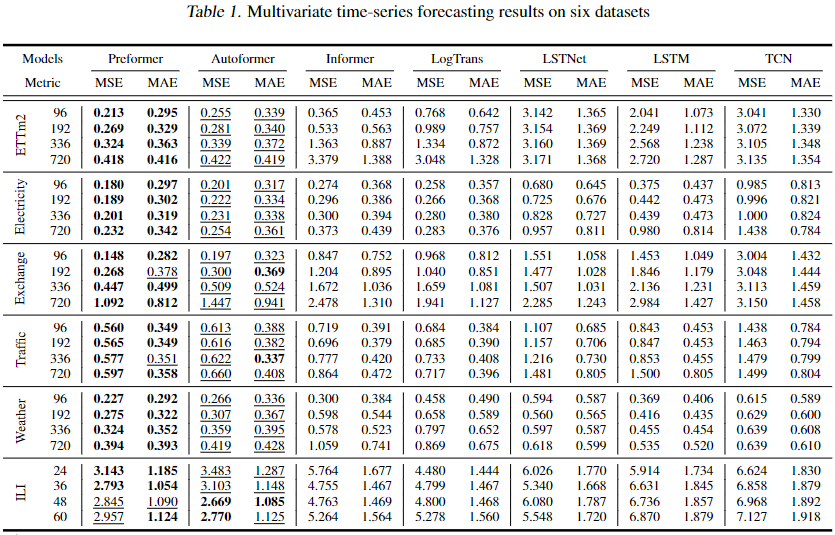 Table 1. Multivariate time-series forecasting results on six datasets
Models Preformer Autoformer Informer LogTrans LSTNet LSTM TCN
Metric MSE MAE MSE MAE MSE MAE MSE MAE MSE MAE MSE MAE MSE MAE
ETTm2
96 0.213 0.295 0.255 0.339 0.365 0.453 0.768 0.642 3.142 1.365 2.041 1.073 3.041 1.330
192 0.269 0.329 0.281 0.340 0.533 0.563 0.989 0.757 3.154 1.369 2.249 1.112 3.072 1.339
336 0.324 0.363 0.339 0.372 1.363 0.887 1.334 0.872 3.160 1.369 2.568 1.238 3.105 1.348
720 0.418 0.416 0.422 0.419 3.379 1.388 3.048 1.328 3.171 1.368 2.720 1.287 3.135 1.354
Electricity
96 0.180 0.297 0.201 0.317 0.274 0.368 0.258 0.357 0.680 0.645 0.375 0.437 0.985 0.813
192 0.189 0.302 0.222 0.334 0.296 0.386 0.266 0.368 0.725 0.676 0.442 0.473 0.996 0.821
336 0.201 0.319 0.231 0.338 0.300 0.394 0.280 0.380 0.828 0.727 0.439 0.473 1.000 0.824
720 0.232 0.342 0.254 0.361 0.373 0.439 0.283 0.376 0.957 0.811 0.980 0.814 1.438 0.784
Exchange
96 0.148 0.282 0.197 0.323 0.847 0.752 0.968 0.812 1.551 1.058 1.453 1.049 3.004 1.432
192 0.268 0.378 0.300 0.369 1.204 0.895 1.040 0.851 1.477 1.028 1.846 1.179 3.048 1.444
336 0.447 0.499 0.509 0.524 1.672 1.036 1.659 1.081 1.507 1.031 2.136 1.231 3.113 1.459
720 1.092 0.812 1.447 0.941 2.478 1.310 1.941 1.127 2.285 1.243 2.984 1.427 3.150 1.458
Traffic
96 0.560 0.349 0.613 0.388 0.719 0.391 0.684 0.384 1.107 0.685 0.843 0.453 1.438 0.784
192 0.565 0.349 0.616 0.382 0.696 0.379 0.685 0.390 1.157 0.706 0.847 0.453 1.463 0.794
336 0.577 0.351 0.622 0.337 0.777 0.420 0.733 0.408 1.216 0.730 0.853 0.455 1.479 0.799
720 0.597 0.358 0.660 0.408 0.864 0.472 0.717 0.396 1.481 0.805 1.500 0.805 1.499 0.804
Weather
96 0.227 0.292 0.266 0.336 0.300 0.384 0.458 0.490 0.594 0.587 0.369 0.406 0.615 0.589
192 0.275 0.322 0.307 0.367 0.598 0.544 0.658 0.589 0.560 0.565 0.416 0.435 0.629 0.600
336 0.324 0.352 0.359 0.395 0.578 0.523 0.797 0.652 0.597 0.587 0.455 0.454 0.639 0.608
720 0.394 0.393 0.419 0.428 1.059 0.741 0.869 0.675 0.618 0.599 0.535 0.520 0.639 0.610
ILI
24 3.143 1.185 3.483 1.287 5.764 1.677 4.480 1.444 6.026 1.770 5.914 1.734 6.624 1.830
36 2.793 1.054 3.103 1.148 4.755 1.467 4.799 1.467 5.340 1.668 6.631 1.845 6.858 1.879
48 2.845 1.090 2.669 1.085 4.763 1.469 4.800 1.468 6.080 1.787 6.736 1.857 6.968 1.892
60 2.957 1.124 2.770 1.125 5.264 1.564 5.278 1.560 5.548 1.720 6.870 1.879 7.127 1.918